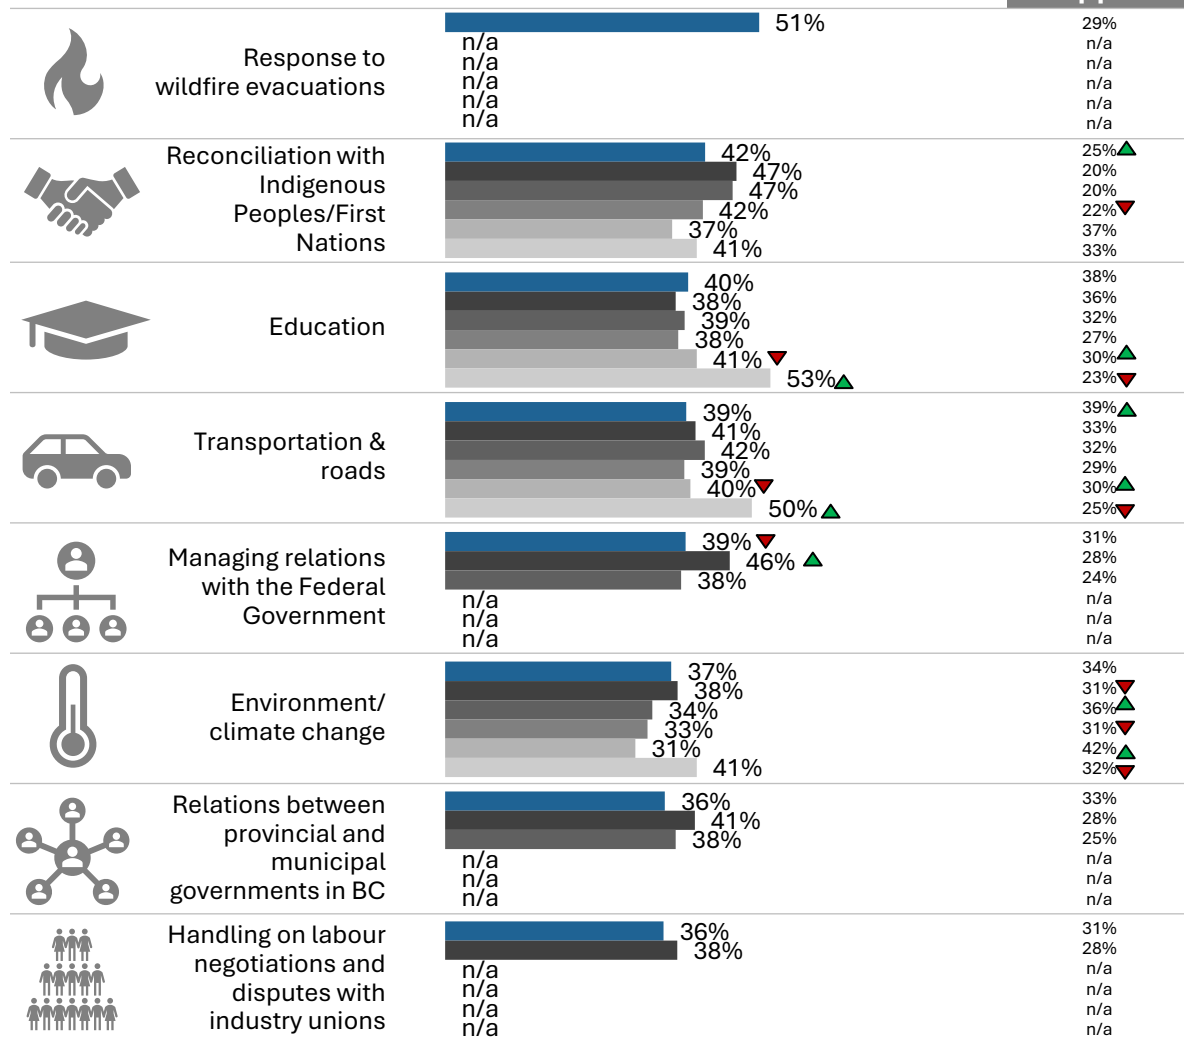 Response to
wildfire evacuations
51%
n/a
n/a
n/a
n/a
n/a
29%
n/a
n/a
n/a
n/a
n/a
Reconciliation with
Indigenous
Peoples/First
Nations
42%
47%
47%
42%
37%
41%
25%
20%
20%
22%
37%
33%
Education
40%
38%
39%
38%
41%
53%
38%
36%
32%
27%
30%
23%
Transportation &
roads
39%
41%
42%
39%
40%
50%
39%
33%
32%
29%
30%
25%
Managing relations
with the Federal
Government
39%
46%
38%
n/a
n/a
n/a
31%
28%
24%
n/a
n/a
n/a
Environment/
climate change
37%
38%
34%
33%
31%
41%
34%
31%
36%
31%
42%
32%
Relations between
provincial and
municipal
governments in BC
36%
41%
38%
n/a
n/a
n/a
33%
28%
25%
n/a
n/a
n/a
Handling on labour
negotiations and
disputes with
industry unions
36%
38%
n/a
n/a
n/a
n/a
31%
28%
n/a
n/a
n/a
n/a